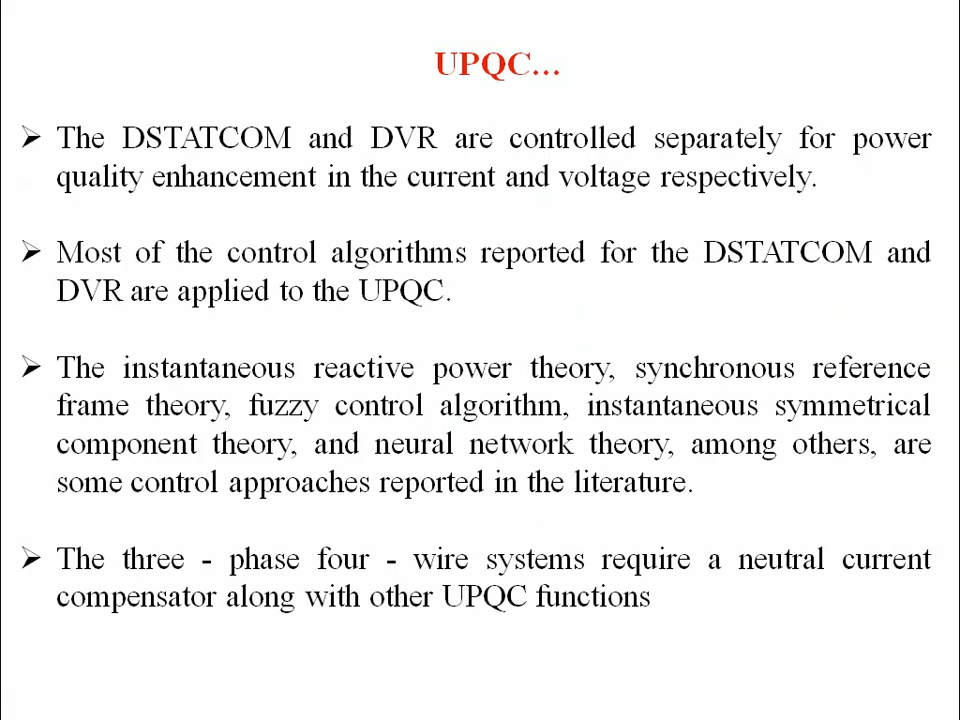 UPQC...
➢ The DSTATCOM and DVR are controlled separately for power
quality enhancement in the current and voltage respectively.
➢ Most of the control algorithms reported for the DSTATCOM and
DVR are applied to the UPQC.
➢ The instantaneous reactive power theory, synchronous reference
frame theory, fuzzy control algorithm, instantaneous symmetrical
component theory, and neural network theory, among others, are
some control approaches reported in the literature.
➢ The three - phase four - wire systems require a neutral current
compensator along with other UPQC functions